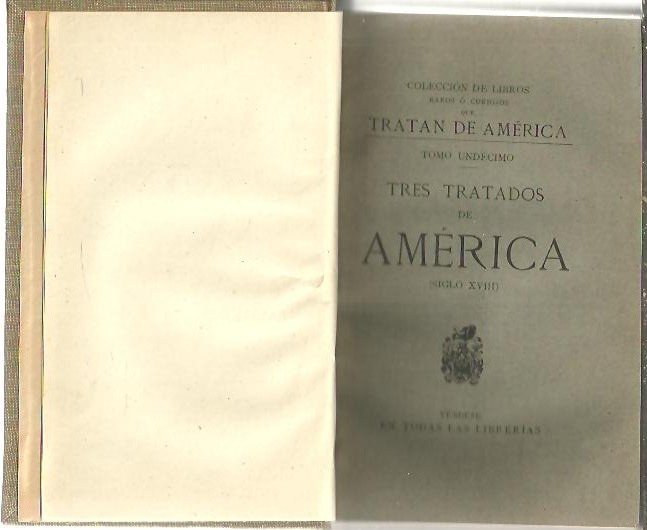 COLECCIÓN DE LIBROS
RAROS Ó CURIOSOS
QUE
TRATAN DE AMÉRICA
TOMO UNDÉCIMO
TRES TRATADOS
DE
AMÉRICA
(SIGLO XVIII)
VÉNDESE
EN TODAS LAS LIBRERÍAS